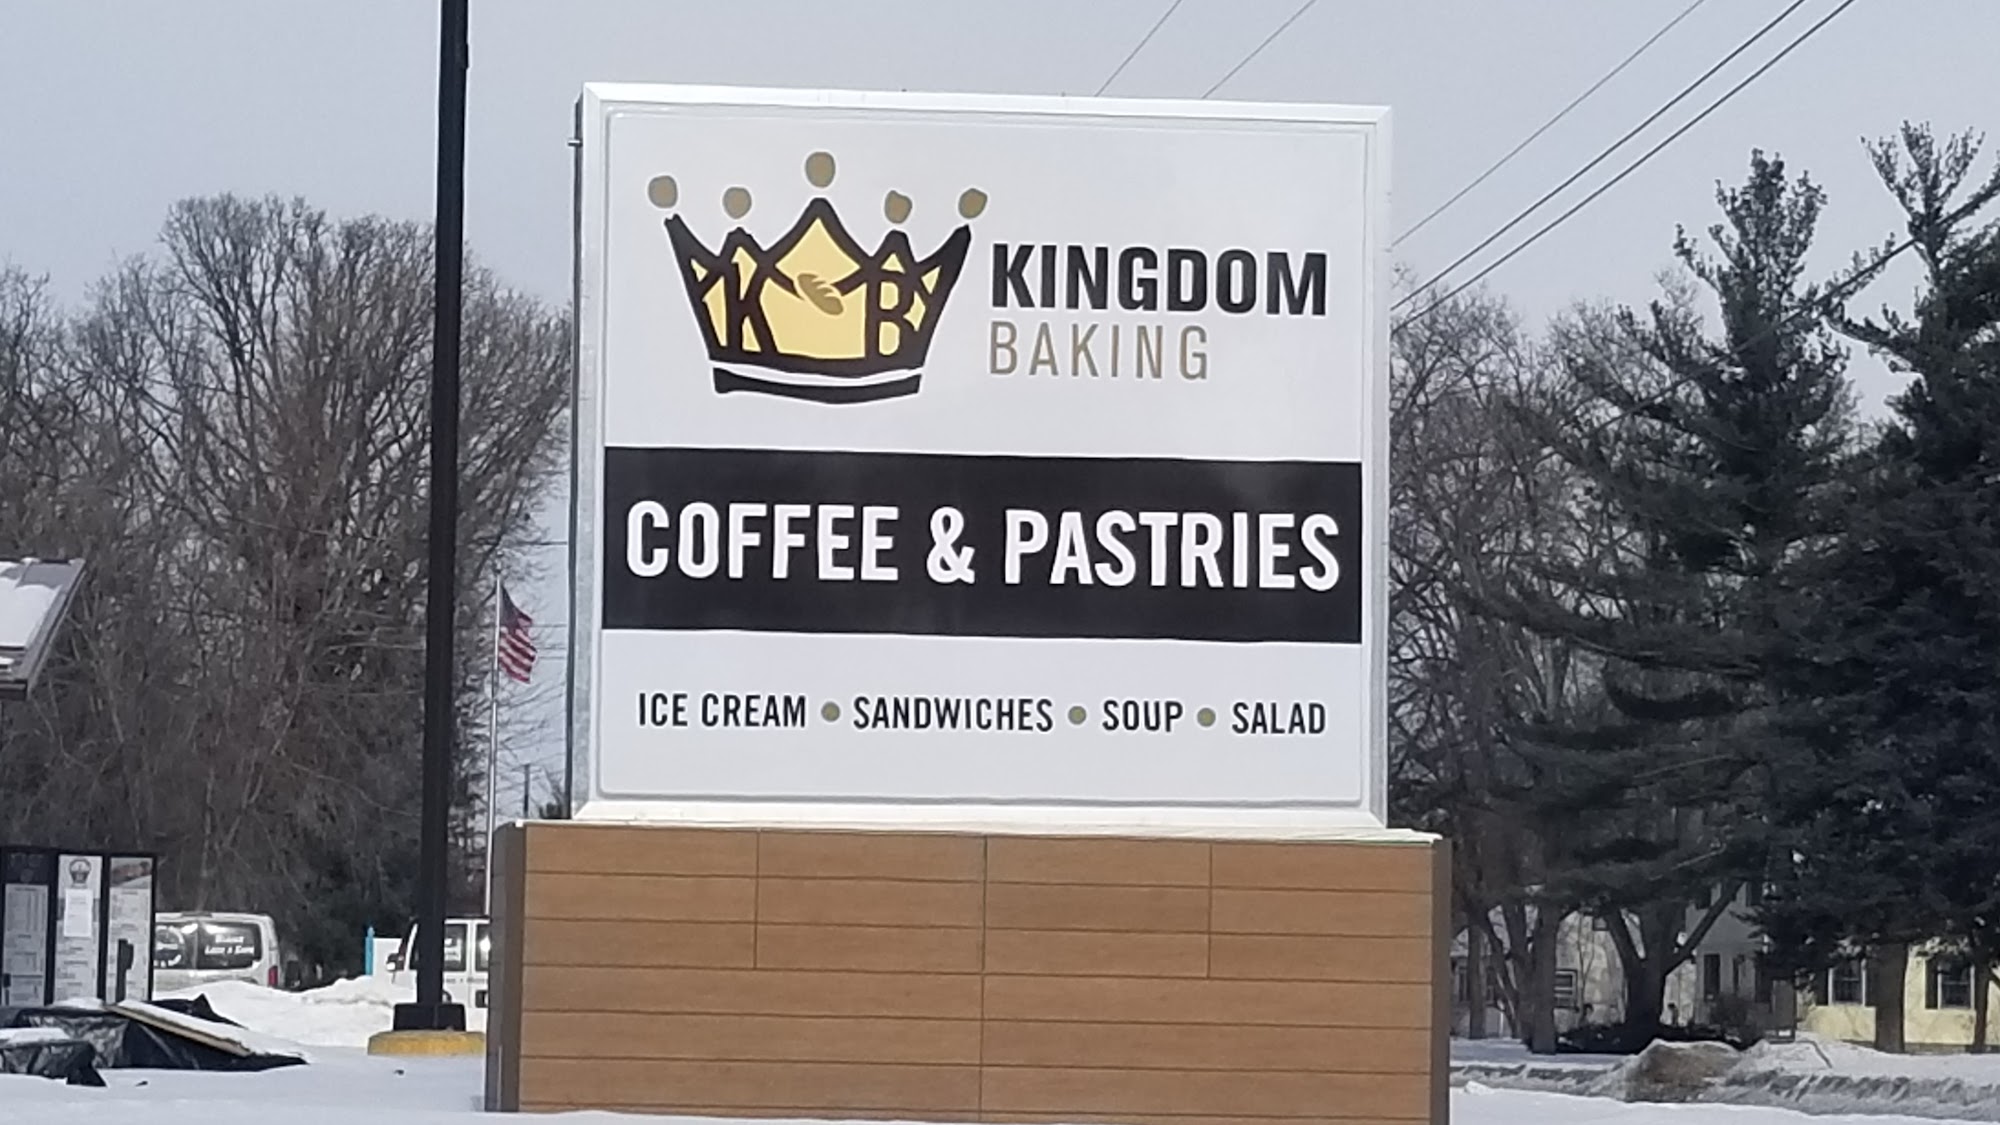 K B
KINGDOM
BAKING
COFFEE & PASTRIES
ICE CREAM • SANDWICHES • SOUP • SALAD